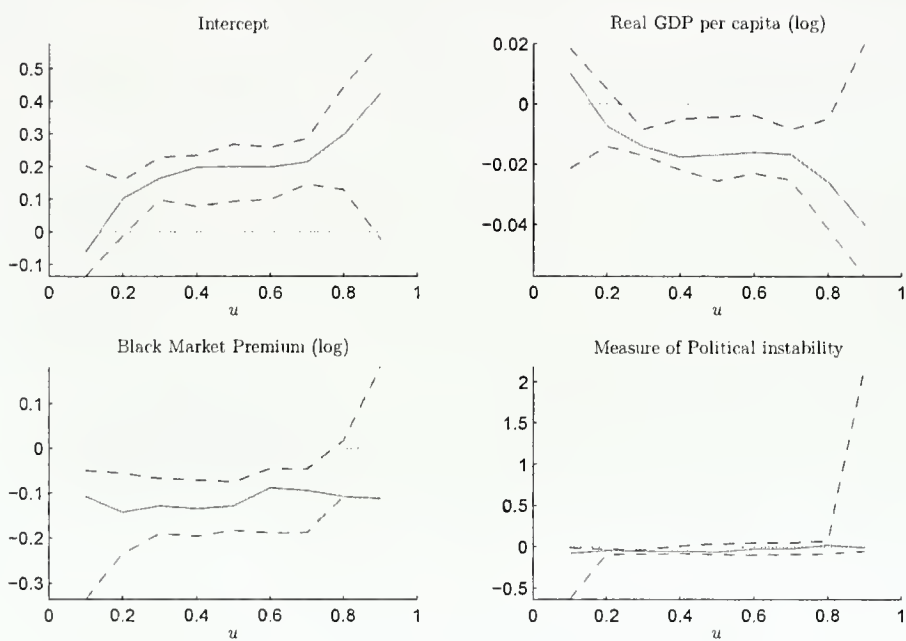 Intercept
0.5
0.4
0.3
0.2
0.1
0
−0.1
0 0.2 0.4 0.6 0.8 1
u
Real GDP per capita (log)
0.02
0
−0.02
−0.04
0 0.2 0.4 0.6 0.8 1
u
Black Market Premium (log)
0.1
0
−0.1
−0.2
−0.3
0 0.2 0.4 0.6 0.8 1
u
Measure of Political instability
2
1.5
1
0.5
0
−0.5
0 0.2 0.4 0.6 0.8 1
u